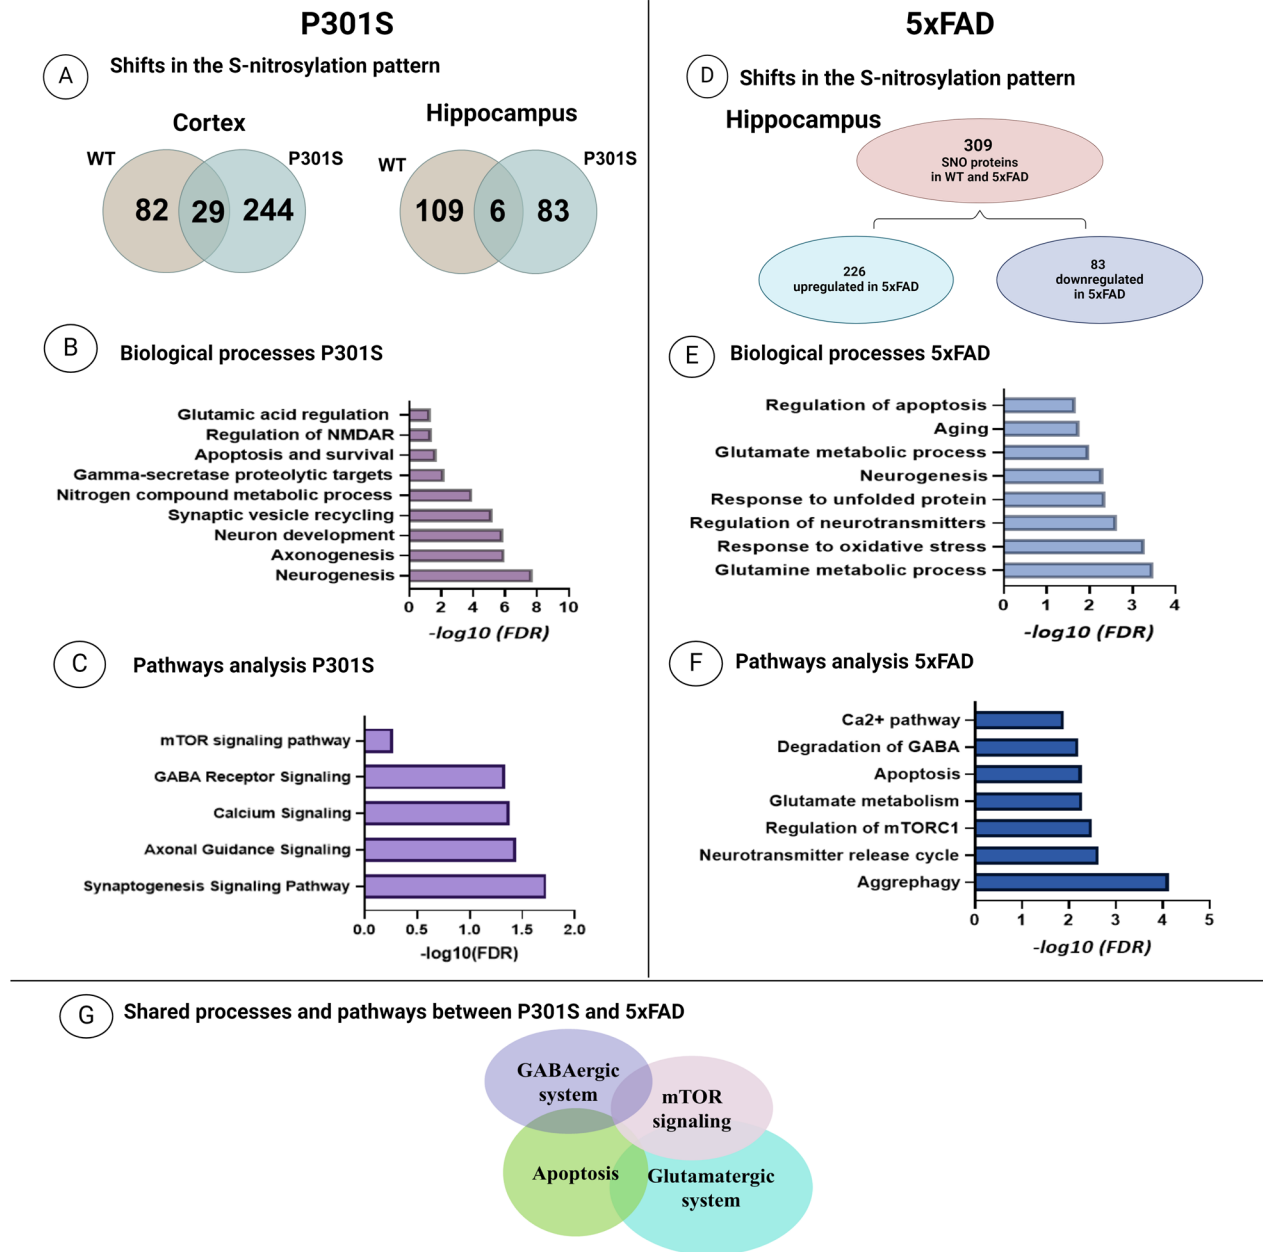 P301S
A
Shifts in the S-nitrosylation pattern
Cortex
WT
P301S
82
29
244
Hippocampus
WT
P301S
109
6
83
B
Biological processes P301S
Glutamic acid regulation
Regulation of NMDAR
Apoptosis and survival
Gamma-secretase proteolytic targets
Nitrogen compound metabolic process
Synaptic vesicle recycling
Neuron development
Axonogenesis
Neurogenesis
0 2 4 6 8 10
-log10 (FDR)
C
Pathways analysis P301S
mTOR signaling pathway
GABA Receptor Signaling
Calcium Signaling
Axonal Guidance Signaling
Synaptogenesis Signaling Pathway
0.0 0.5 1.0 1.5 2.0
-log10(FDR)
5xFAD
D
Shifts in the S-nitrosylation pattern
Hippocampus
309
SNO proteins
in WT and 5xFAD
226
upregulated in 5xFAD
83
downregulated
in 5xFAD
E
Biological processes 5xFAD
Regulation of apoptosis
Aging
Glutamate metabolic process
Neurogenesis
Response to unfolded protein
Regulation of neurotransmitters
Response to oxidative stress
Glutamine metabolic process
0 1 2 3 4
-log10 (FDR)
F
Pathways analysis 5xFAD
Ca2+ pathway
Degradation of GABA
Apoptosis
Glutamate metabolism
Regulation of mTORC1
Neurotransmitter release cycle
Aggrephagy
0 1 2 3 4 5
-log10 (FDR)
G
Shared processes and pathways between P301S and 5xFAD
GABAergic
system
mTOR
signaling
Apoptosis
Glutamatergic
system